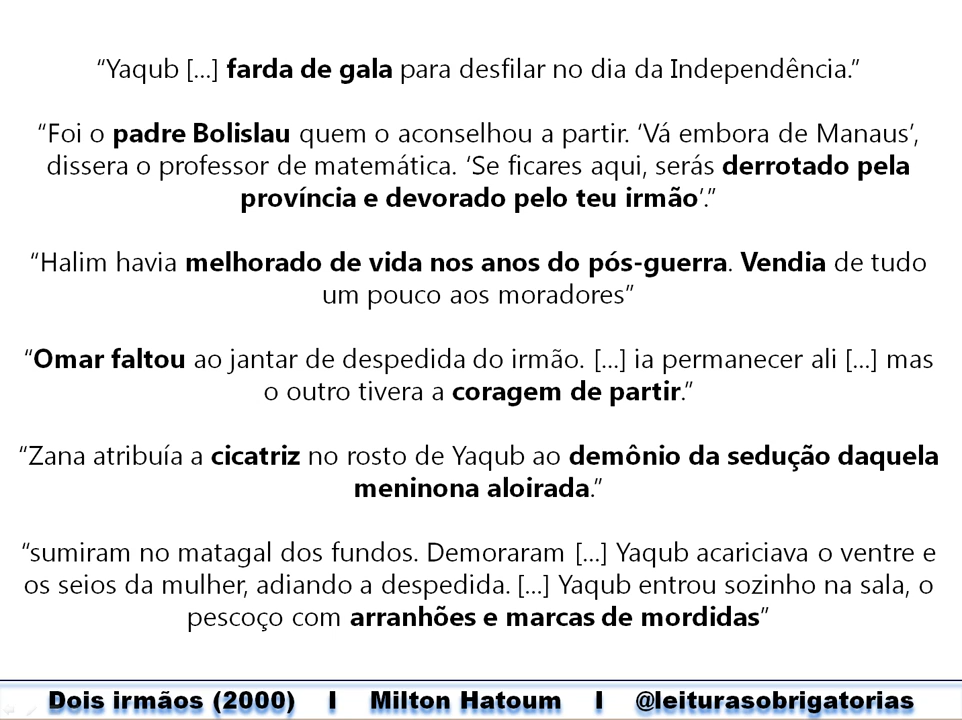 “Yaqub [...] farda de gala para desfilar no dia da Independência.”
“Foi o padre Bolislau quem o aconselhou a partir. ‘Vá embora de Manaus’,
dissera o professor de matemática. ‘Se ficares aqui, serás derrotado pela
província e devorado pelo teu irmão’.”
“Halim havia melhorado de vida nos anos do pós-guerra. Vendia de tudo
um pouco aos moradores”
“Omar faltou ao jantar de despedida do irmão. [...] ia permanecer ali [...] mas
o outro tivera a coragem de partir.”
“Zana atribuía a cicatriz no rosto de Yaqub ao demônio da sedução daquela
meninona aloirada.”
“sumiram no matagal dos fundos. Demoraram [...] Yaqub acariciava o ventre e
os seios da mulher, adiando a despedida. [...] Yaqub entrou sozinho na sala, o
pescoço com arranhões e marcas de mordidas”
Dois irmãos (2000) I Milton Hatoum I @leiturasobrigatorias